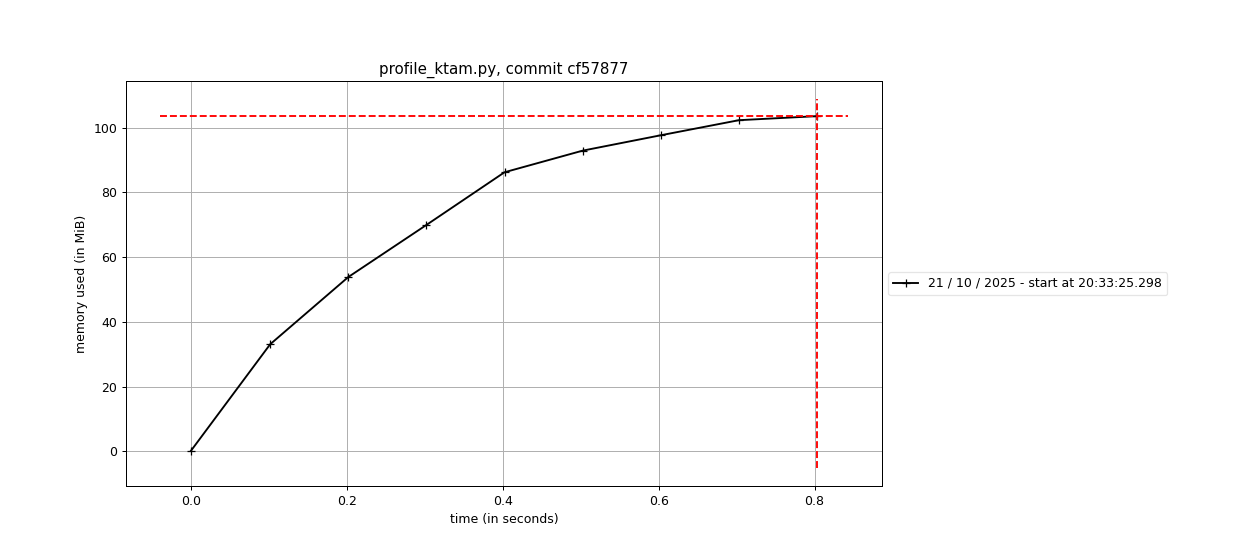 profile_ktam.py, commit cf57877
100
80
60
40
20
0
memory used (in MiB)
0.0 0.2 0.4 0.6 0.8
time (in seconds)
21 / 10 / 2025 - start at 20:33:25.298